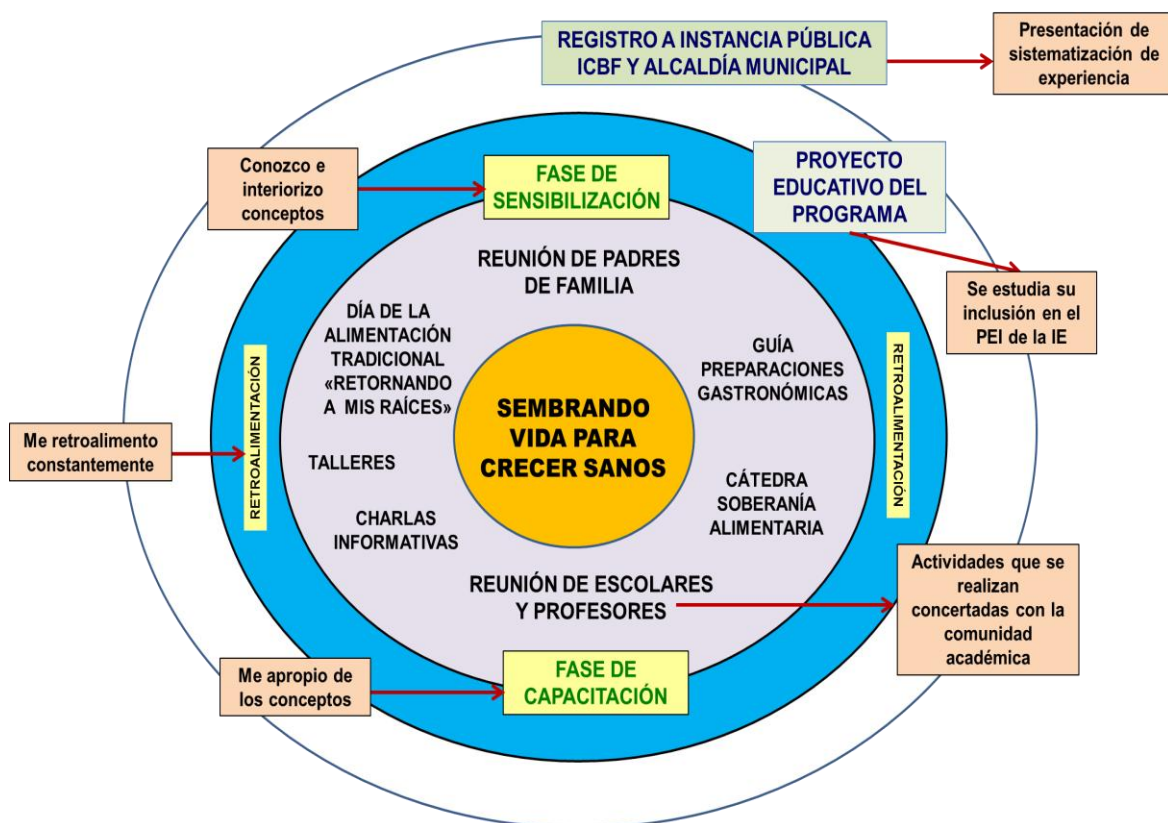 REGISTRO A INSTANCIA PÚBLICA
ICBF Y ALCALDÍA MUNICIPAL
Presentación de
sistematización de
experiencia
Conozco e
interiorizo
conceptos
FASE DE
SENSIBILIZACIÓN
PROYECTO
EDUCATIVO DEL
PROGRAMA
REUNIÓN DE PADRES
DE FAMILIA
Se estudia su
inclusión en el
PEI de la IE
DÍA DE LA
ALIMENTACIÓN
TRADICIONAL
«RETORNANDO
A MIS RAÍCES»
GUÍA
PREPARACIONES
GASTRONÓMICAS
RETROALIMENTACIÓN
SEMBRANDO
VIDA PARA
CRECER SANOS
RETROALIMENTACIÓN
Me retroalimento
constantemente
TALLERES
CHARLAS
INFORMATIVAS
CÁTEDRA
SOBERANÍA
ALIMENTARIA
REUNIÓN DE ESCOLARES
Y PROFESORES
Actividades que se
realizan
concertadas con la
comunidad
académica
Me apropio de
los conceptos
FASE DE
CAPACITACIÓN